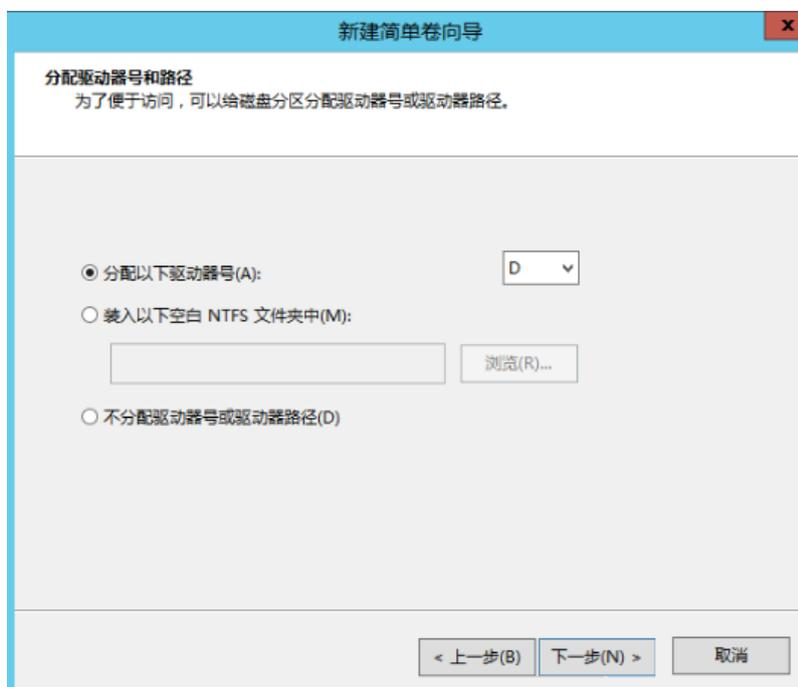 新建简单卷向导
x
分配驱动器号和路径
为了便于访问，可以给磁盘分区分配驱动器号或驱动器路径。
分配以下驱动器号(A):
D
装入以下空白 NTFS 文件夹中(M):
浏览(R)...
不分配驱动器号或驱动器路径(D)
< 上一步(B)
下一步(N) >
取消